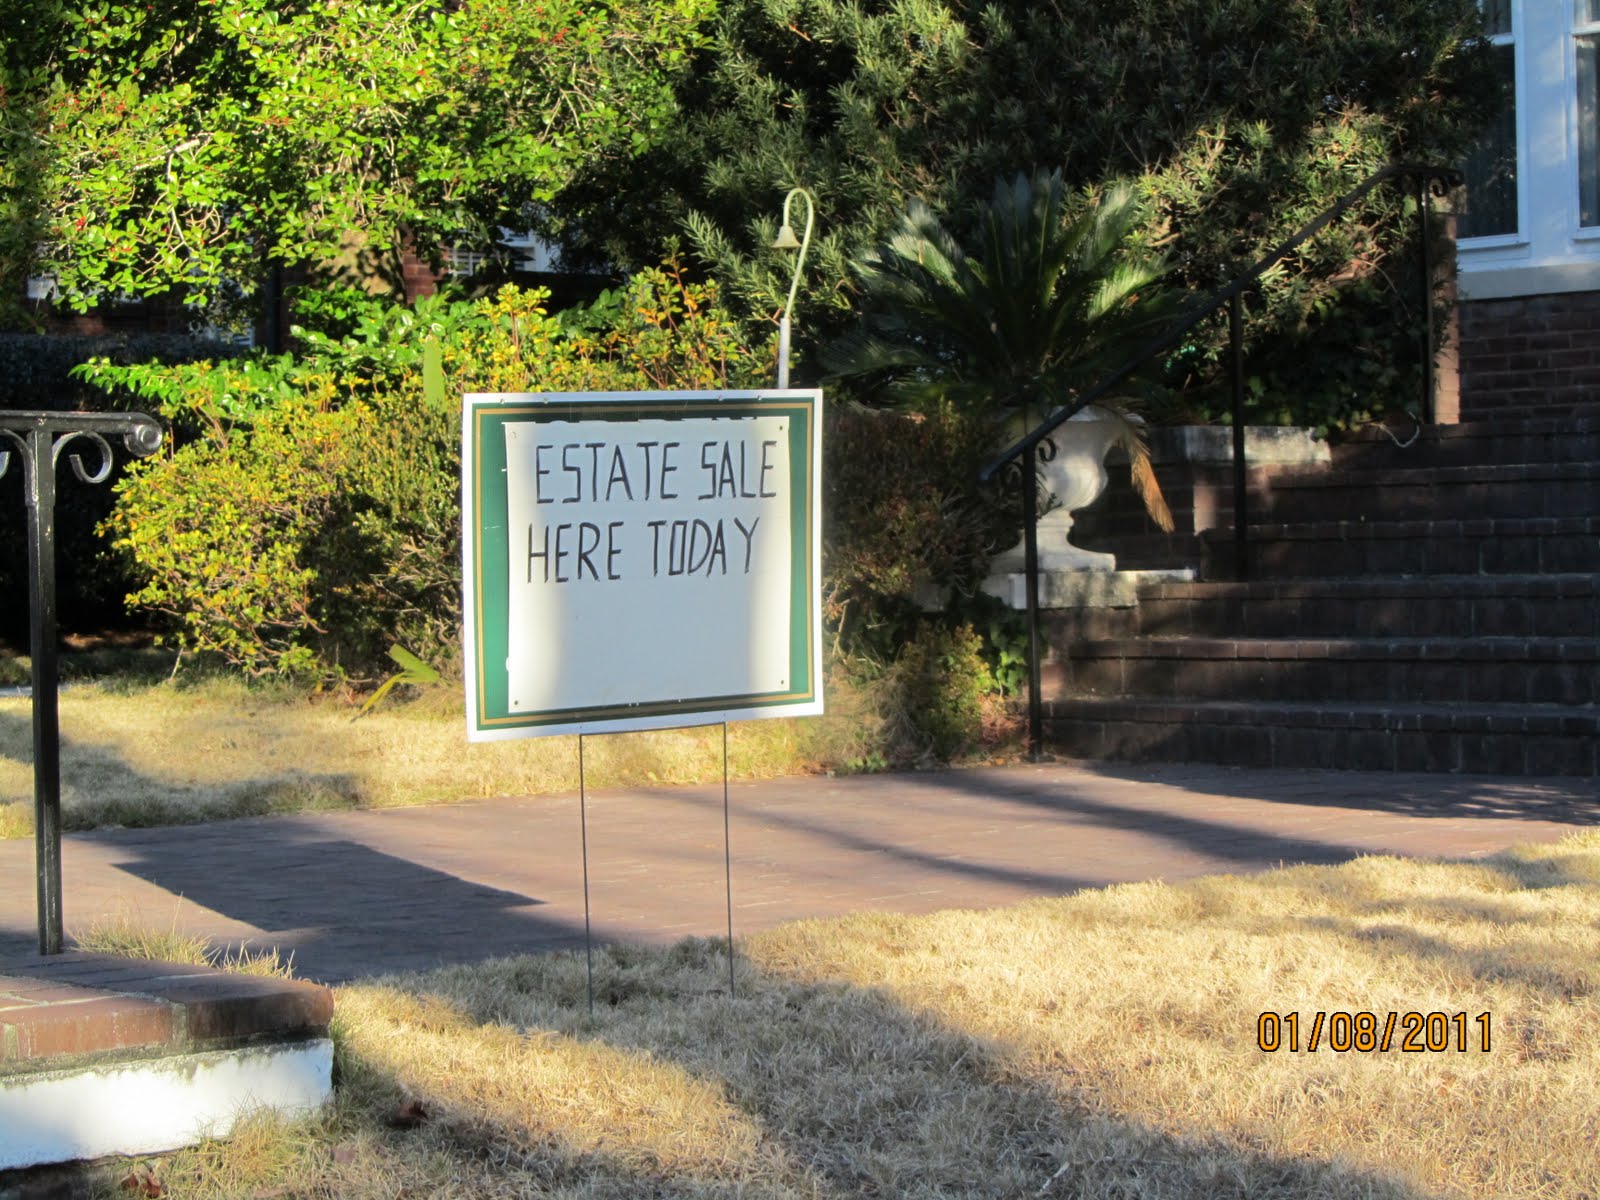 ESTATE SALE
HERE TODAY
01/08/2011